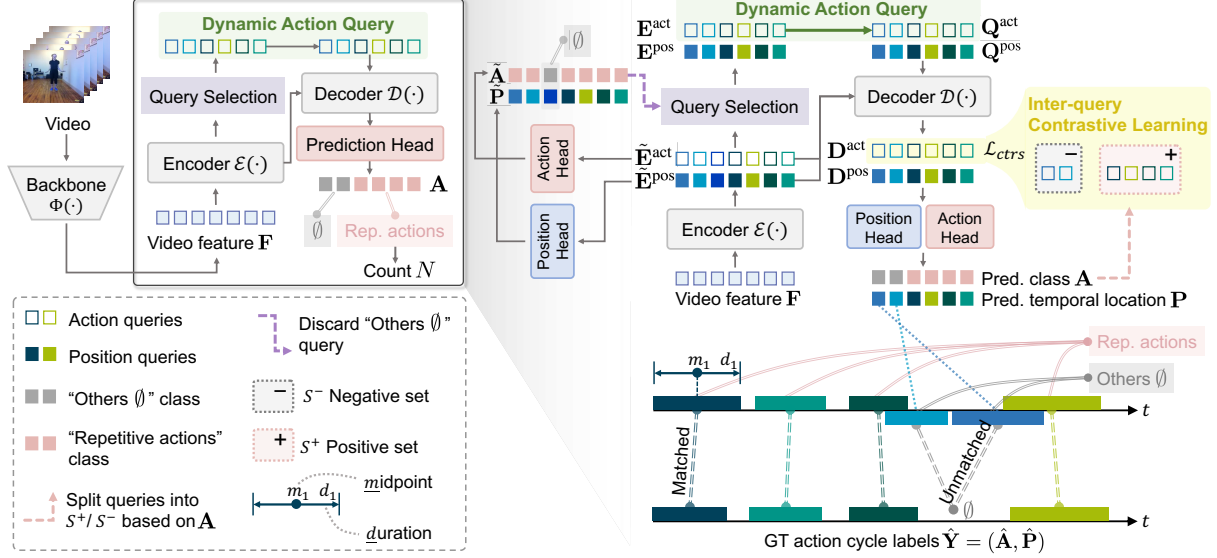 Dynamic Action Query
Query Selection
Decoder 𝒟(·)
Prediction Head
Encoder ℰ(·)
A
∅
Rep. actions
Video feature F
Count N
Video
Backbone
Φ(·)
Dynamic Action Query
E^act
Q^act
E^pos
Q^pos
∅
Ã
P̃
Query Selection
Decoder 𝒟(·)
Inter-query
Contrastive Learning
Action
Head
Ẽ^act
D^act
ℒ_ctrs
−
+
Ẽ^pos
D^pos
Position
Head
Encoder ℰ(·)
Position
Head
Action
Head
Video feature F
Pred. class A
Pred. temporal location P
Action queries
Position queries
"Others ∅"
class
"Repetitive actions"
class
Split queries into
S⁺/ S⁻ based on A
Discard "Others ∅"
query
−
S⁻ Negative set
+
S⁺ Positive set
m₁ d₁
midpoint
duration
m₁ d₁
Rep. actions
Others ∅
t
Matched
Unmatched
∅
t
GT action cycle labels Ŷ = (Â, P̂)